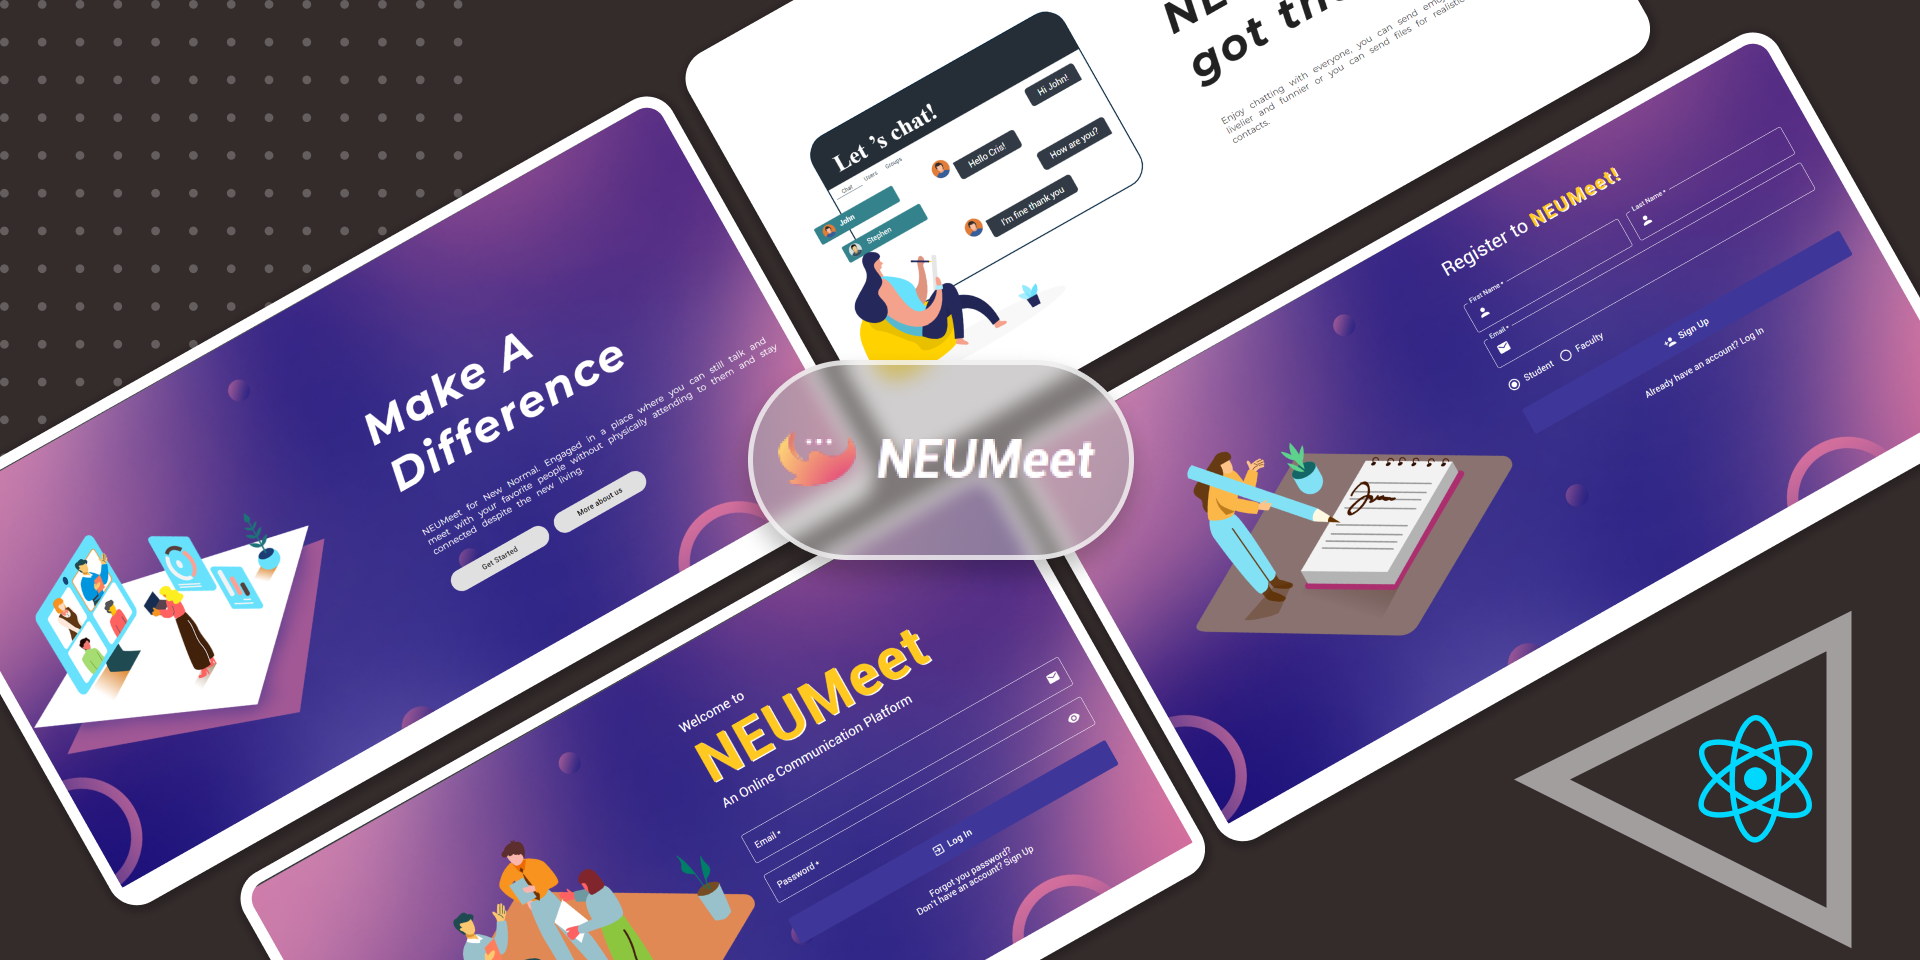 Make A
Difference
NEUMeet for New Normal. Engaged in a place where you can still talk and
meet with your favorite people without physically attending to them and stay
connected despite the new living.
Get Started
More about us
Let 's chat!
Chat
Users
Groups
John
Stephen
Hi John!
Hello Cris!
How are you?
I'm fine thank you
got
Enjoy chatting with everyone, you can send
livelier and funnier or you can send files for
contacts.
NEUMeet
Register to NEUMeet!
First Name *
Last Name *
Email *
Student
Faculty
Sign Up
Already have an account? Log In
Welcome to
NEUMeet
An Online Communication Platform
Email *
Password *
Log In
Forgot you password?
Don't have an account? Sign Up